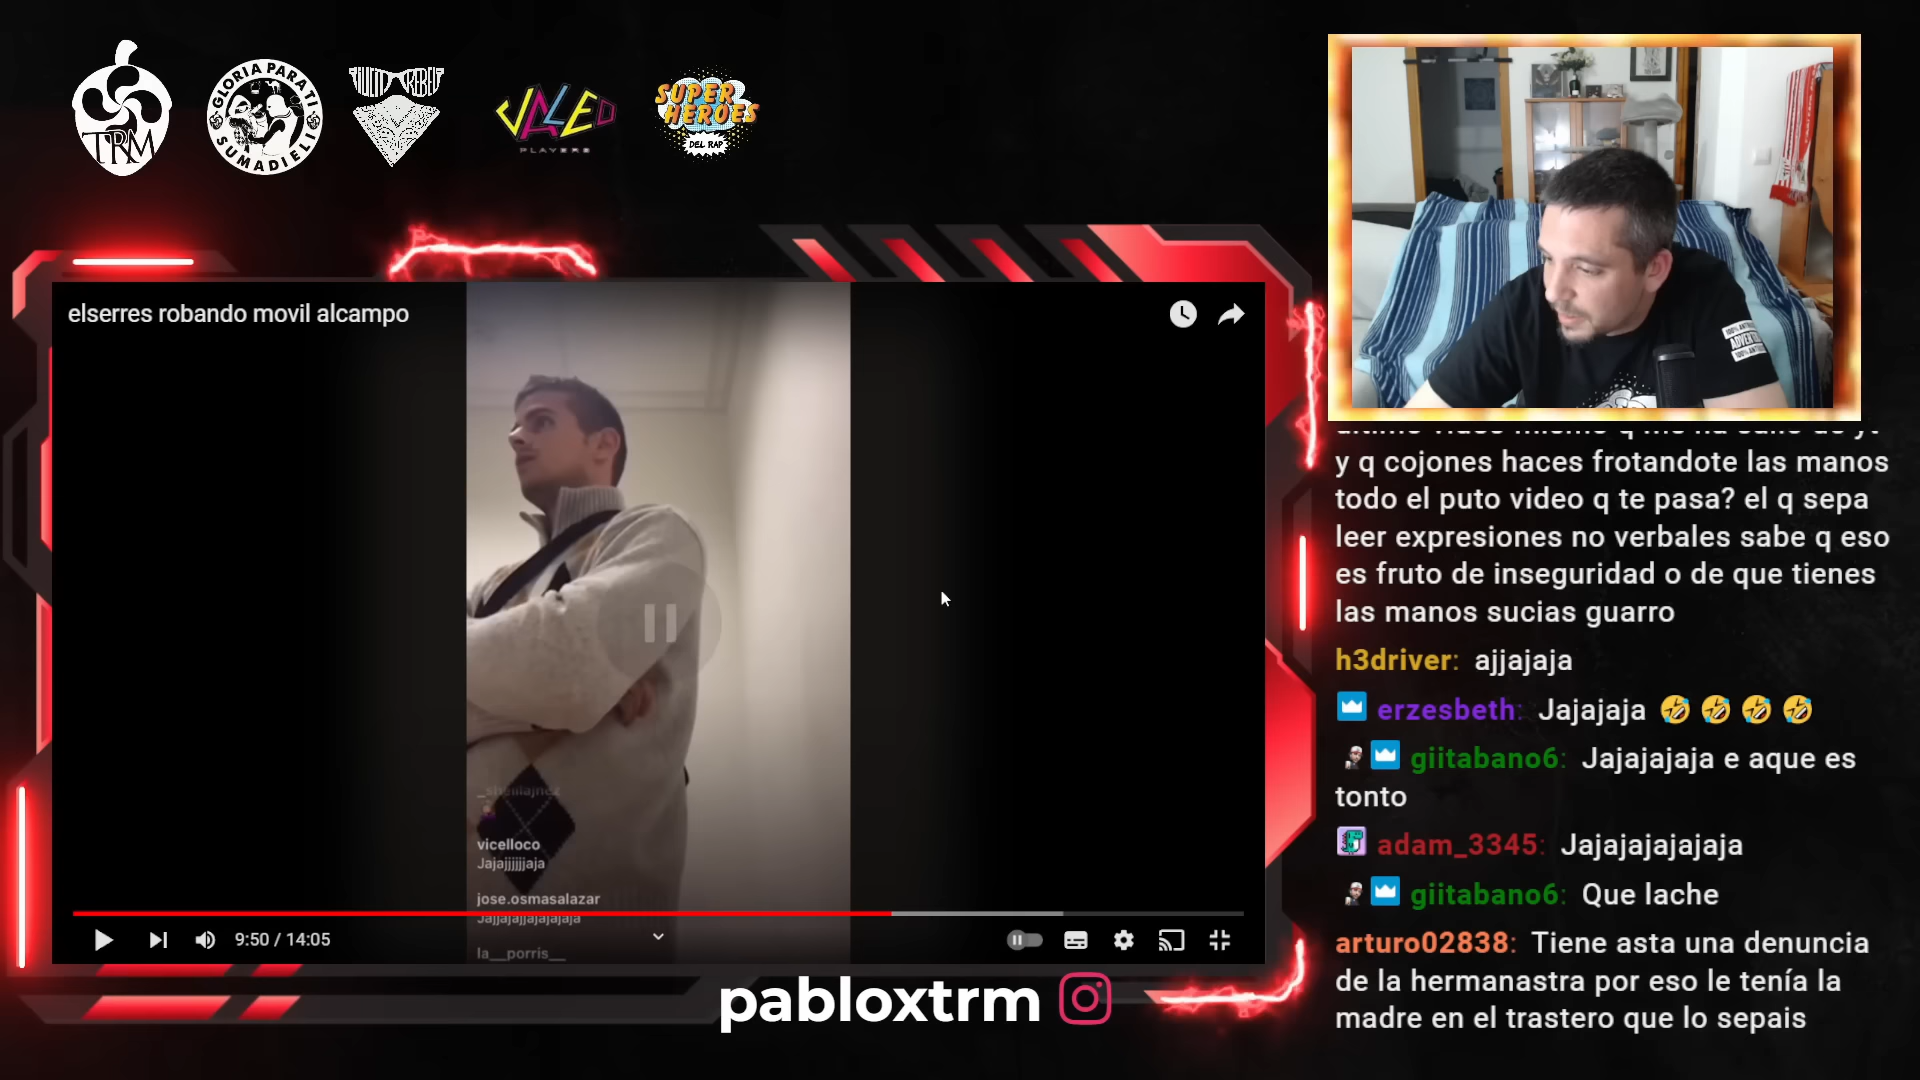 TRM
GLORIA PARA TI
SUMADIELI
JALEO
PLAYERS
SUPER
HEROES
DEL RAP
elserres robando movil alcampo
vicelloco
Jajajjjjjjaja
jose.osmasalazar
Jajjajajjajajajaja
la__porris__
9:50 / 14:05
pabloxtrm
y q cojones haces frotandote las manos
todo el puto video q te pasa? el q sepa
leer expresiones no verbales sabe q eso
es fruto de inseguridad o de que tienes
las manos sucias guarro
h3driver: ajjajaja
erzesbeth: Jajajaja 🤣 🤣 🤣 🤣
giitabano6: Jajajajaja e aque es
tonto
adam_3345: Jajajajajajaja
giitabano6: Que lache
arturo02838: Tiene asta una denuncia
de la hermanastra por eso le tenía la
madre en el trastero que lo sepais